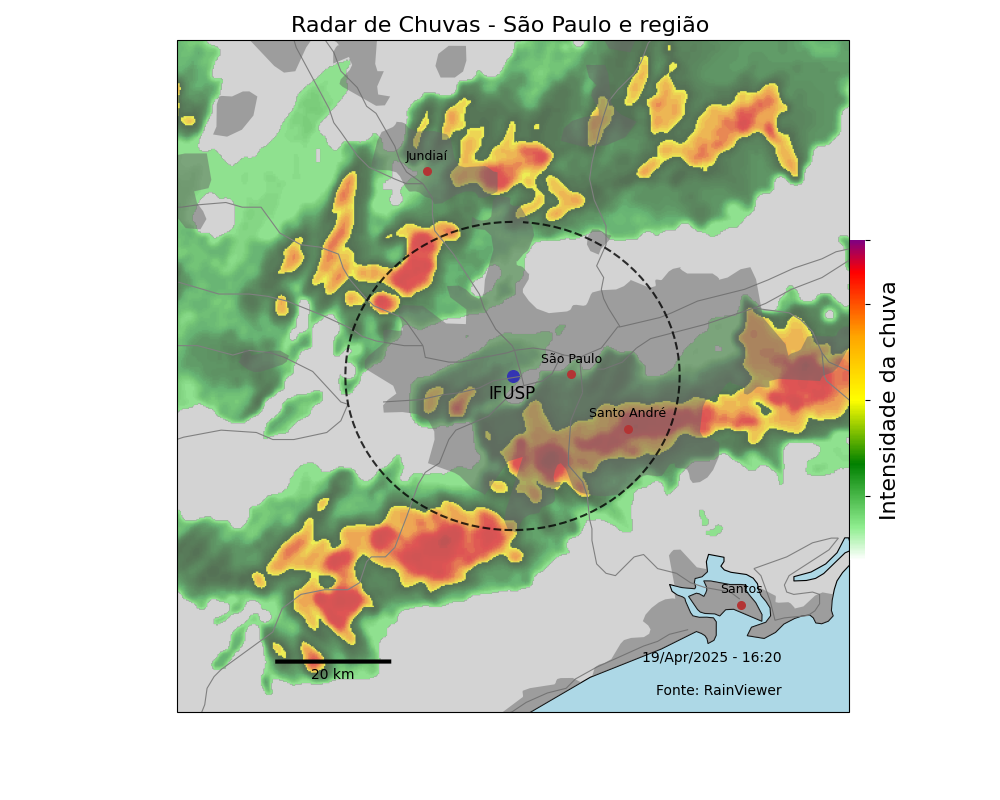 Radar de Chuvas - São Paulo e região
Jundiaí
São Paulo
IFUSP
Santo André
Intensidade da chuva
Santos
19/Apr/2025 - 16:20
20 km
Fonte: RainViewer